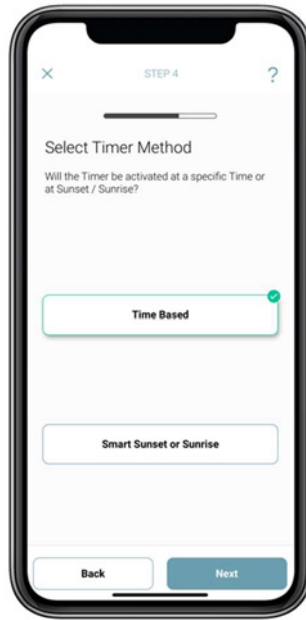 STEP 4
?
Select Timer Method
Will the Timer be activated at a specific Time or
at Sunset / Sunrise?
Time Based
Smart Sunset or Sunrise
Back
Next